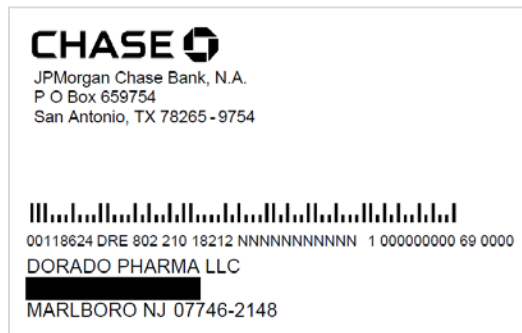 CHASE
JPMorgan Chase Bank, N.A.
P O Box 659754
San Antonio, TX 78265 - 9754
00118624 DRE 802 210 18212 NNNNNNNNNNNN 1 000000000 69 0000
DORADO PHARMA LLC
MARLBORO NJ 07746-2148